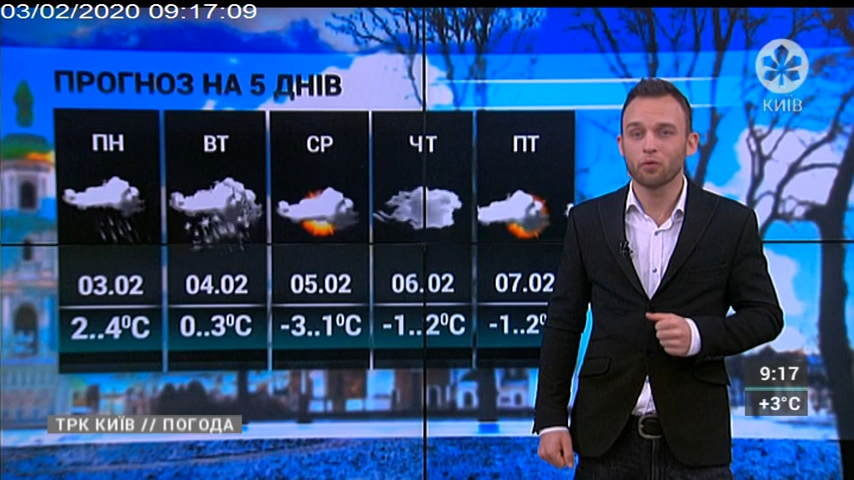 03/02/2020 09:17:09
КИЇВ
ПРОГНОЗ НА 5 ДНІВ
ПН ВТ СР ЧТ ПТ
03.02 04.02 05.02 06.02 07.02
2..4⁰C 0..3⁰C -3..1⁰C -1..2⁰C -1..2⁰
9:17
+3°C
ТРК КИЇВ // ПОГОДА